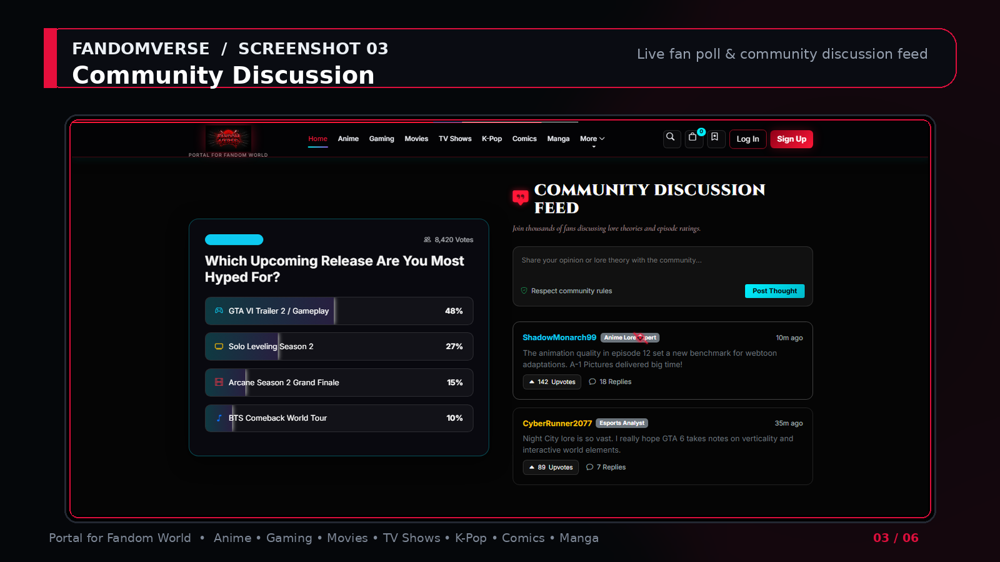 FANDOMVERSE / SCREENSHOT 03
Community Discussion
Live fan poll & community discussion feed
FANDOM
VERSE
PORTAL FOR FANDOM WORLD
Home Anime Gaming Movies TV Shows K-Pop Comics Manga More
0
Log In
Sign Up
8,420 Votes
Which Upcoming Release Are You Most
Hyped For?
GTA VI Trailer 2 / Gameplay 48%
Solo Leveling Season 2 27%
Arcane Season 2 Grand Finale 15%
BTS Comeback World Tour 10%
COMMUNITY DISCUSSION
FEED
Join thousands of fans discussing lore theories and episode ratings.
Share your opinion or lore theory with the community...
Respect community rules
Post Thought
ShadowMonarch99 Anime Lore 10m ago
The animation quality in episode 12 set a new benchmark for webtoon
adaptations. A-1 Pictures delivered big time!
142 Upvotes 18 Replies
CyberRunner2077 Esports Analyst 35m ago
Night City lore is so vast. I really hope GTA 6 takes notes on verticality and
interactive world elements.
89 Upvotes 7 Replies
Portal for Fandom World • Anime • Gaming • Movies • TV Shows • K-Pop • Comics • Manga
03 / 06